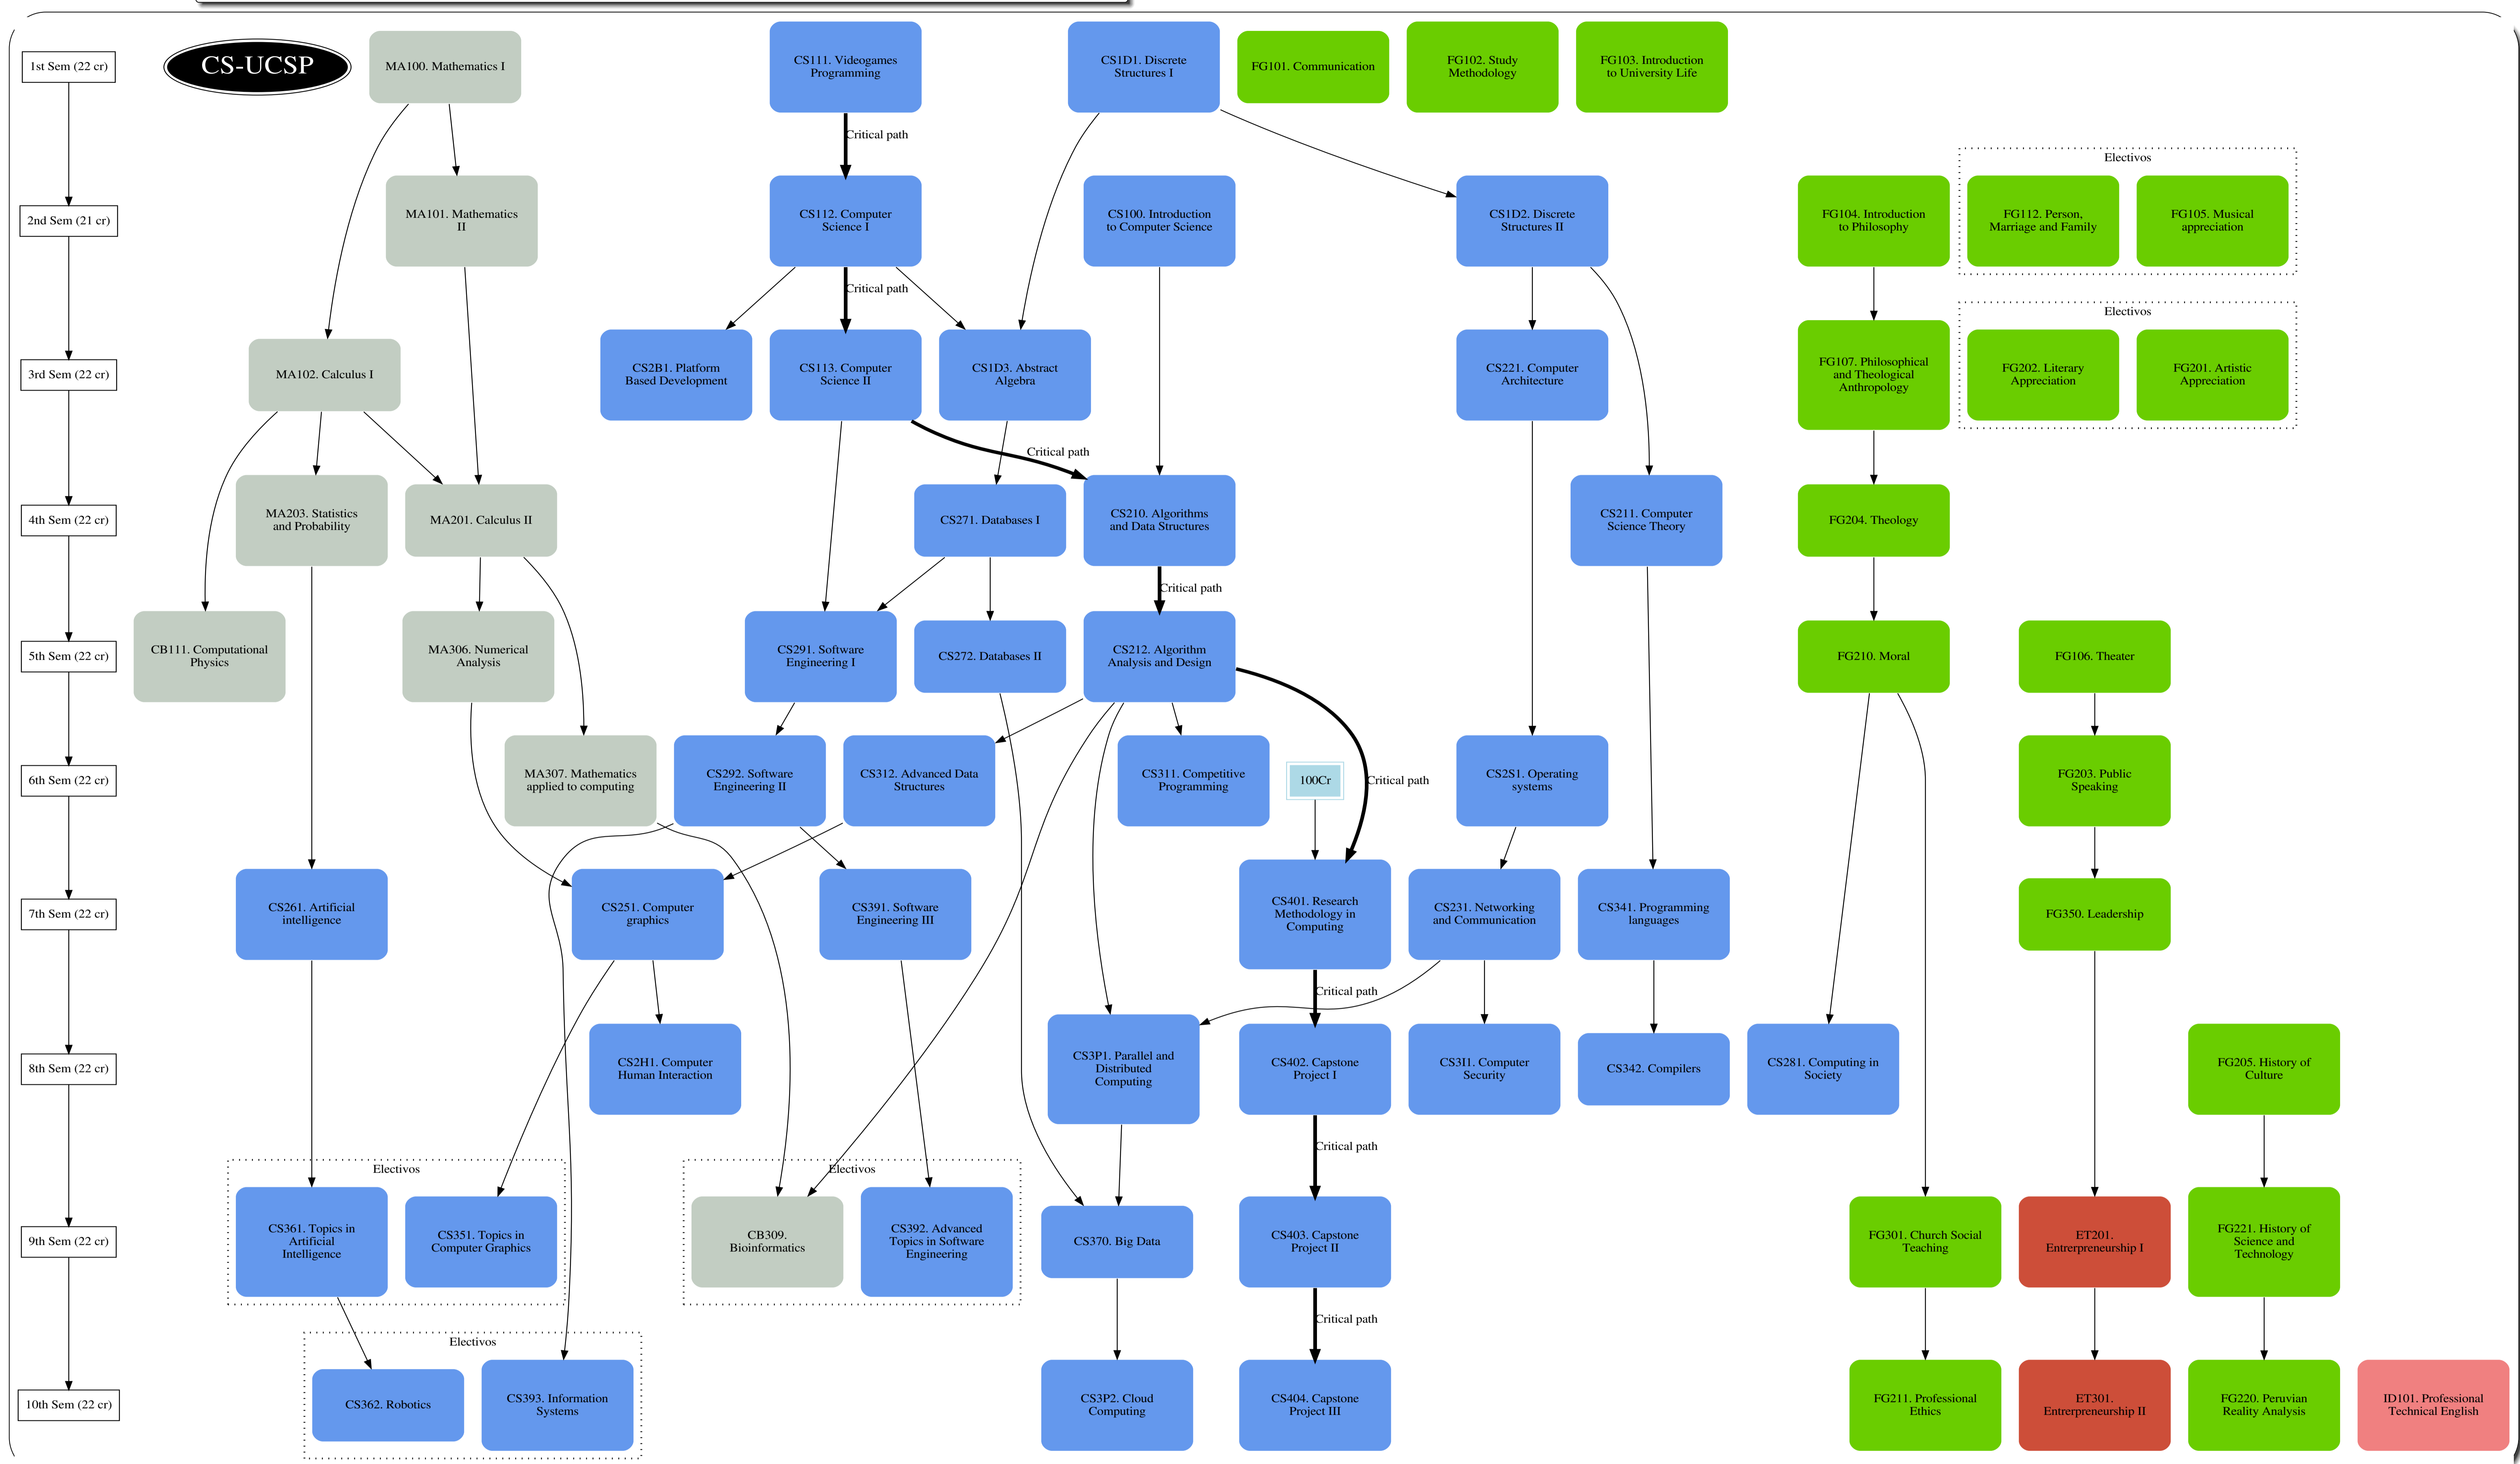 1st Sem (22 cr)
CS-UCSP
MA100. Mathematics I
CS111. Videogames
Programming
CS1D1. Discrete
Structures I
FG101. Communication
FG102. Study
Methodology
FG103. Introduction
to University Life
Critical path
2nd Sem (21 cr)
MA101. Mathematics
II
CS112. Computer
Science I
CS100. Introduction
to Computer Science
CS1D2. Discrete
Structures II
FG104. Introduction
to Philosophy
Electivos
FG112. Person,
Marriage and Family
FG105. Musical
appreciation
Critical path
3rd Sem (22 cr)
MA102. Calculus I
CS2B1. Platform
Based Development
CS113. Computer
Science II
CS1D3. Abstract
Algebra
CS221. Computer
Architecture
FG107. Philosophical
and Theological
Anthropology
Electivos
FG202. Literary
Appreciation
FG201. Artistic
Appreciation
Critical path
4th Sem (22 cr)
MA203. Statistics
and Probability
MA201. Calculus II
CS271. Databases I
CS210. Algorithms
and Data Structures
CS211. Computer
Science Theory
FG204. Theology
Critical path
5th Sem (22 cr)
CB111. Computational
Physics
MA306. Numerical
Analysis
CS291. Software
Engineering I
CS272. Databases II
CS212. Algorithm
Analysis and Design
FG210. Moral
FG106. Theater
6th Sem (22 cr)
MA307. Mathematics
applied to computing
CS292. Software
Engineering II
CS312. Advanced Data
Structures
CS311. Competitive
Programming
100Cr
Critical path
CS2S1. Operating
systems
FG203. Public
Speaking
7th Sem (22 cr)
CS261. Artificial
intelligence
CS251. Computer
graphics
CS391. Software
Engineering III
CS401. Research
Methodology in
Computing
CS231. Networking
and Communication
CS341. Programming
languages
FG350. Leadership
Critical path
8th Sem (22 cr)
CS2H1. Computer
Human Interaction
CS3P1. Parallel and
Distributed
Computing
CS402. Capstone
Project I
CS3I1. Computer
Security
CS342. Compilers
CS281. Computing in
Society
FG205. History of
Culture
Critical path
9th Sem (22 cr)
Electivos
CS361. Topics in
Artificial
Intelligence
CS351. Topics in
Computer Graphics
Electivos
CB309.
Bioinformatics
CS392. Advanced
Topics in Software
Engineering
CS370. Big Data
CS403. Capstone
Project II
FG301. Church Social
Teaching
ET201.
Entrerpreneurship I
FG221. History of
Science and
Technology
Critical path
10th Sem (22 cr)
Electivos
CS362. Robotics
CS393. Information
Systems
CS3P2. Cloud
Computing
CS404. Capstone
Project III
FG211. Professional
Ethics
ET301.
Entrerpreneurship II
FG220. Peruvian
Reality Analysis
ID101. Professional
Technical English